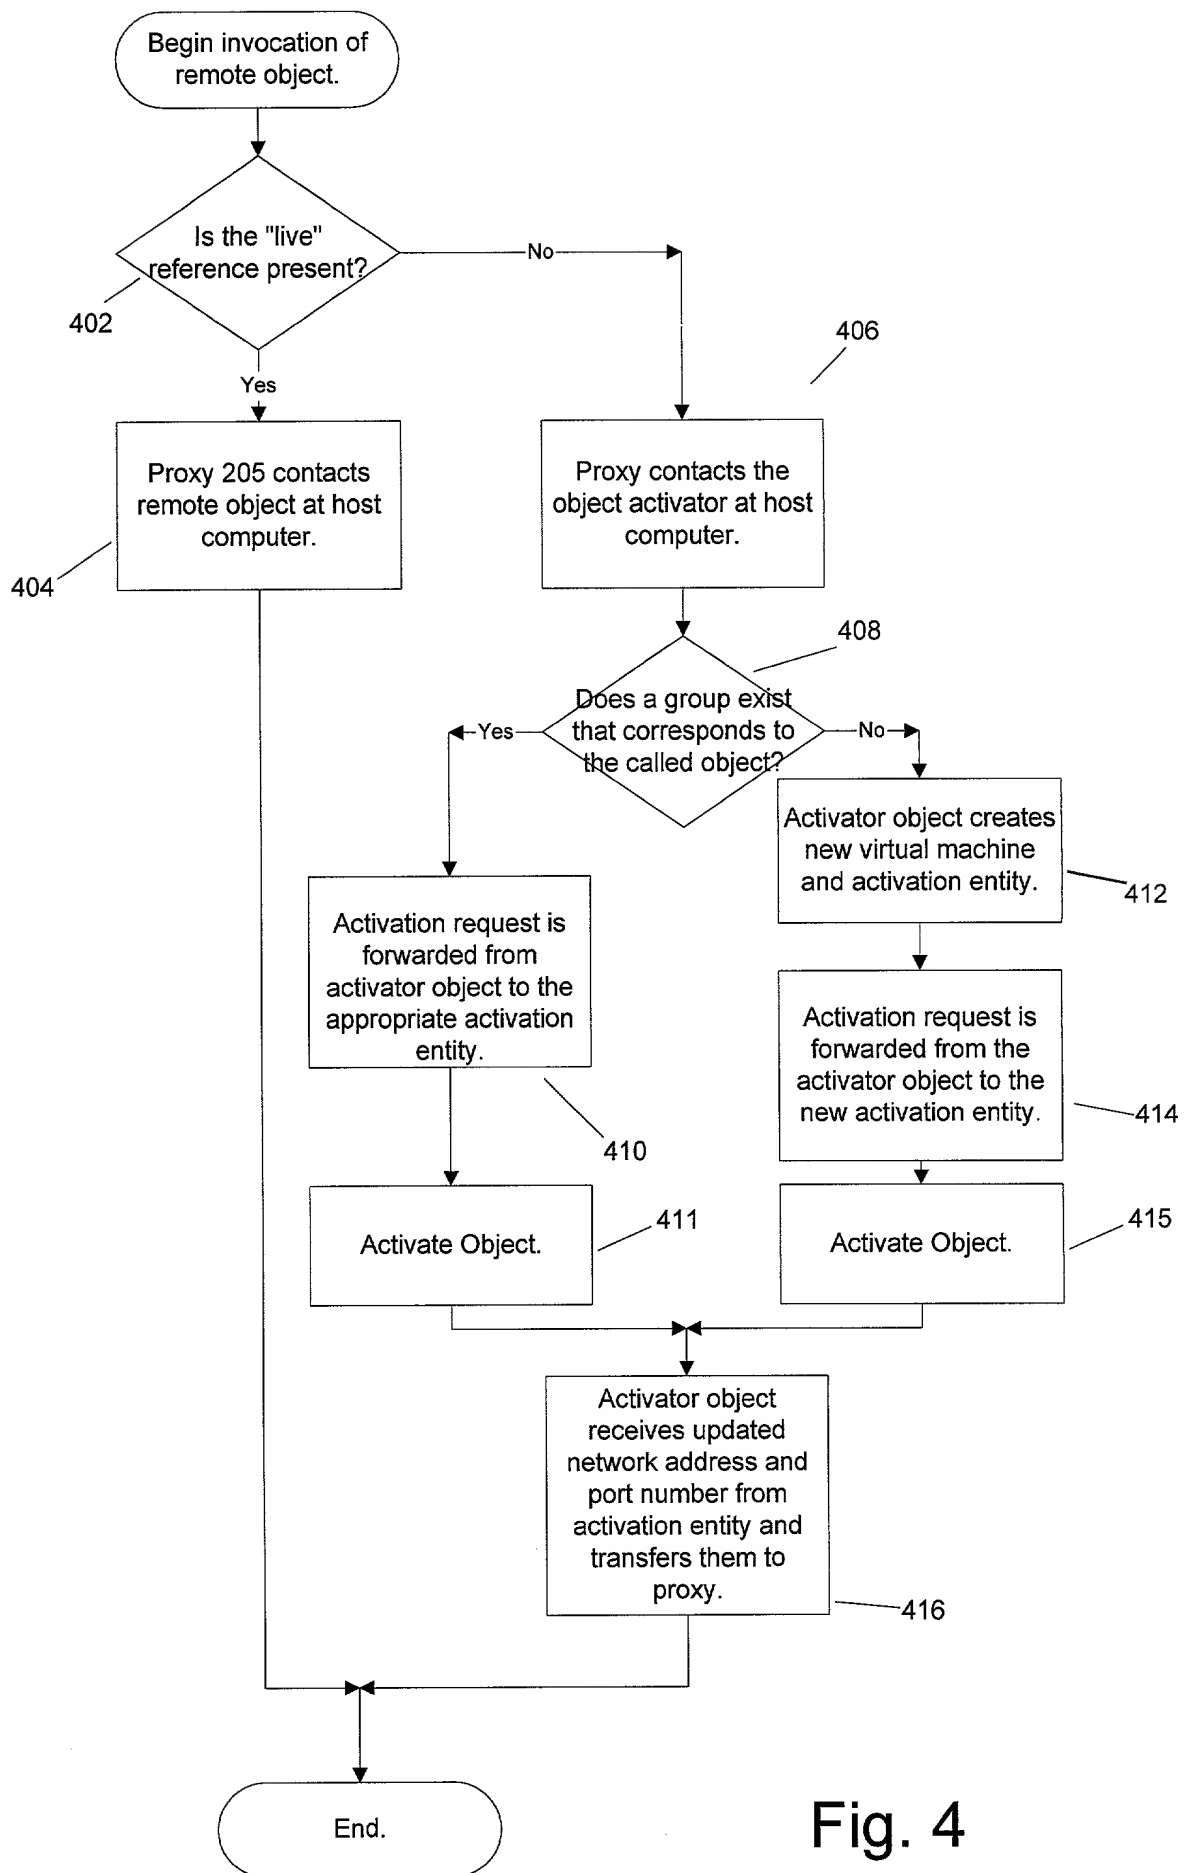 Begin invocation of
remote object.
Is the "live"
reference present?
No
402
406
Yes
Proxy 205 contacts
remote object at host
computer.
404
Proxy contacts the
object activator at host
computer.
408
Does a group exist
that corresponds to
the called object?
Yes
No
Activator object creates
new virtual machine
and activation entity.
412
Activation request is
forwarded from
activator object to the
appropriate activation
entity.
410
Activation request is
forwarded from the
activator object to the
new activation entity.
414
Activate Object.
411
Activate Object.
415
Activator object
receives updated
network address and
port number from
activation entity and
transfers them to
proxy.
416
End.
Fig. 4